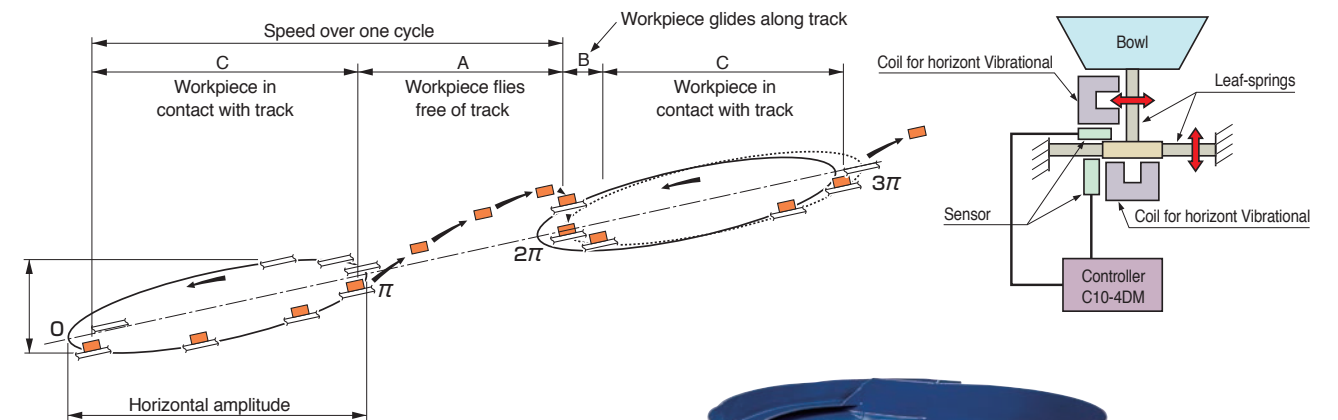 Workpiece glides along track
Speed over one cycle
C
A
B
C
Workpiece in
contact with track
Workpiece flies
free of track
Workpiece in
contact with track
0
π
2π
3π
Horizontal amplitude
Bowl
Coil for horizont Vibrational
Leaf-springs
Sensor
Coil for horizont Vibrational
Controller
C10-4DM